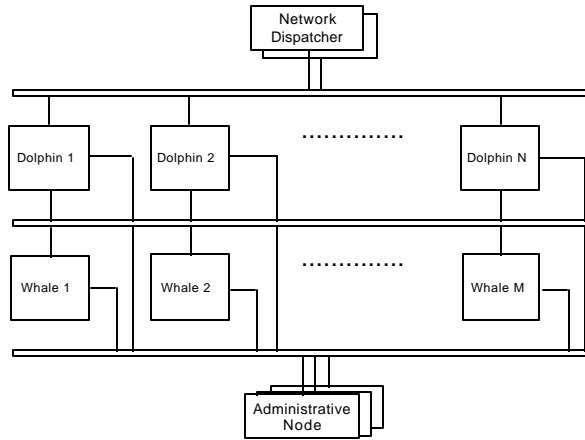 Network
Dispatcher
Dolphin 1
Dolphin 2
..............
Dolphin N
Whale 1
Whale 2
..............
Whale M
Administrative
Node